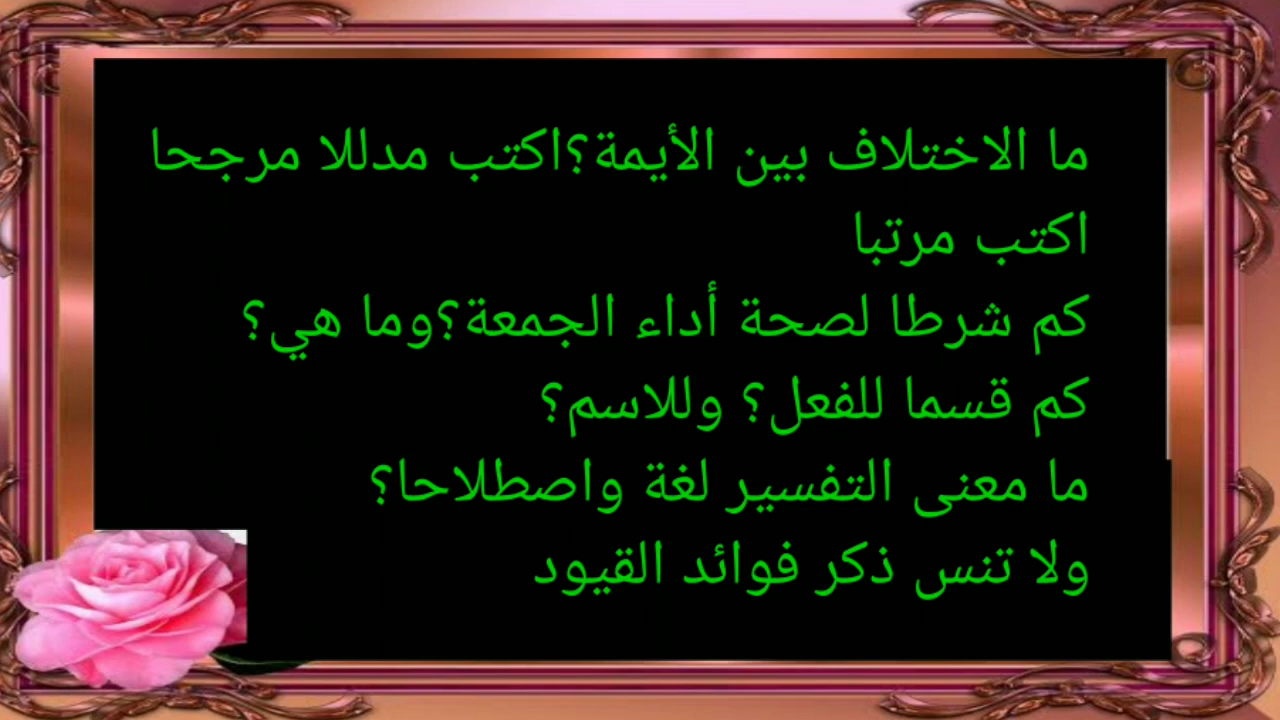 ما الاختلاف بين الأيمة؟اكتب مدللا مرجحا
اكتب مرتبا
كم شرطا لصحة أداء الجمعة؟وما هي؟
كم قسما للفعل؟ وللاسم؟
ما معنى التفسير لغة واصطلاحا؟
ولا تنس ذكر فوائد القيود